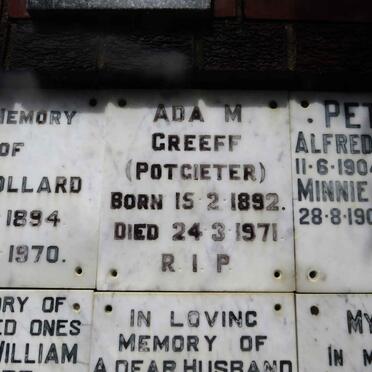 MEMORY
OF
OLLARD
1894
1970.
ADA M
GREEFF
(POTGIETER)
BORN 15·2·1892.
DIED 24·3·1971
R I P
PET
ALFRED
11·6·190
MINNIE
28·8·190
RY OF
ED ONES
WILLIAM
IN LOVING
MEMORY OF
A DEAR HUSBAND
MY
IN M